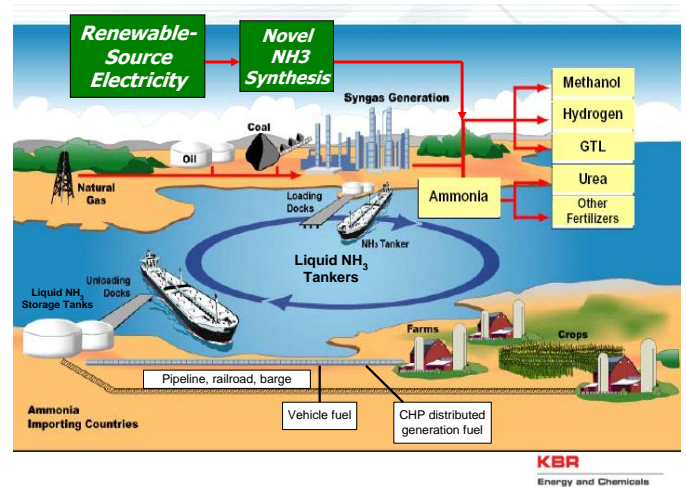 Renewable-
Source
Electricity
Novel
NH3
Synthesis
Syngas Generation
Coal
Oil
Natural
Gas
Methanol
Hydrogen
GTL
Urea
Other
Fertilizers
Ammonia
Loading
Docks
NH₃ Tanker
Liquid NH₃
Tankers
Unloading
Docks
Liquid NH₃
Storage Tanks
Farms
Crops
Pipeline, railroad, barge
Vehicle fuel
CHP distributed
generation fuel
Ammonia
Importing Countries
KBR
Energy and Chemicals